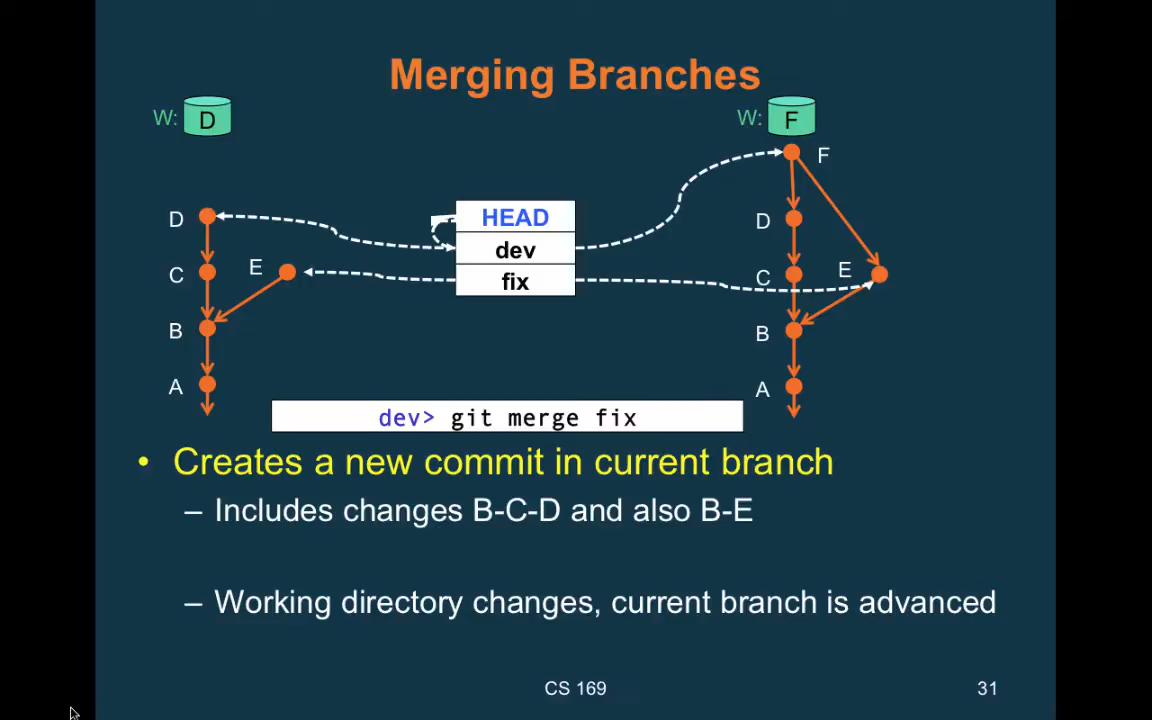 Merging Branches
W: D
W: F
F
D
C
E
B
A
HEAD
dev
fix
D
C
E
B
A
dev> git merge fix
• Creates a new commit in current branch
– Includes changes B-C-D and also B-E
– Working directory changes, current branch is advanced
CS 169
31